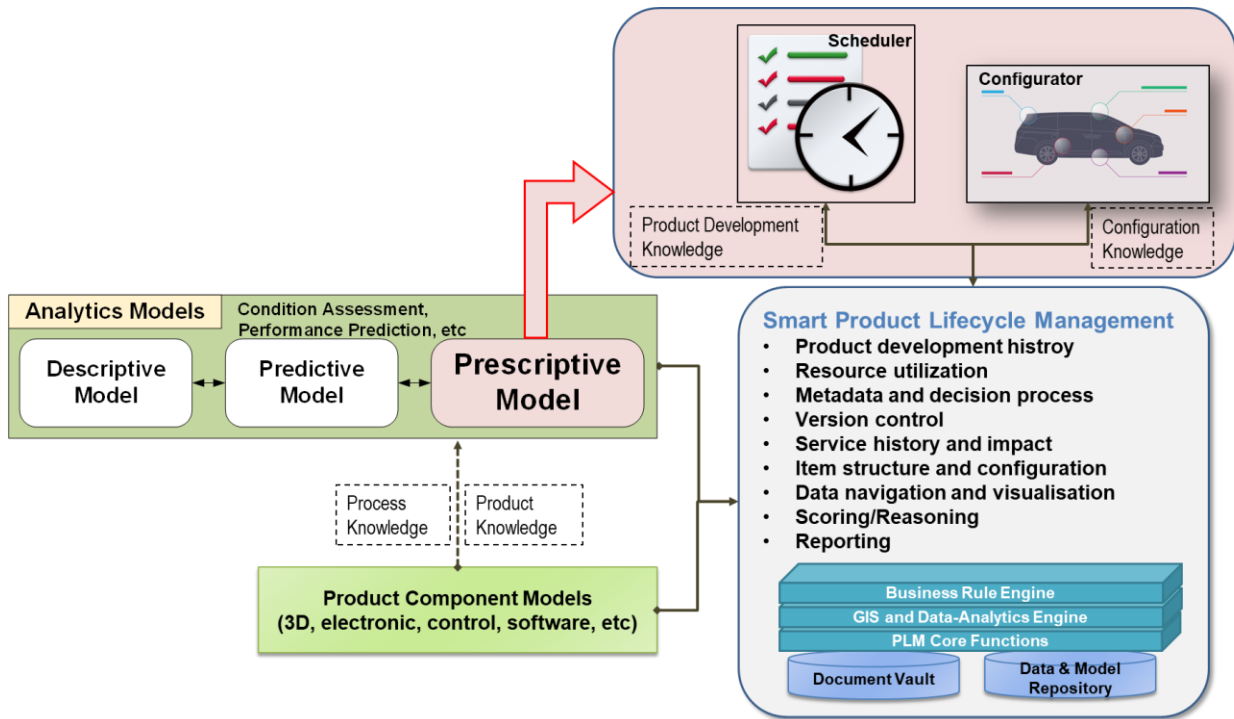 Scheduler
Configurator
Product Development
Knowledge
Configuration
Knowledge
Analytics Models
Condition Assessment,
Performance Prediction, etc
Descriptive
Model
Predictive
Model
Prescriptive
Model
Process
Knowledge
Product
Knowledge
Product Component Models
(3D, electronic, control, software, etc)
Smart Product Lifecycle Management
• Product development histroy
• Resource utilization
• Metadata and decision process
• Version control
• Service history and impact
• Item structure and configuration
• Data navigation and visualisation
• Scoring/Reasoning
• Reporting
Business Rule Engine
GIS and Data-Analytics Engine
PLM Core Functions
Document Vault
Data & Model
Repository